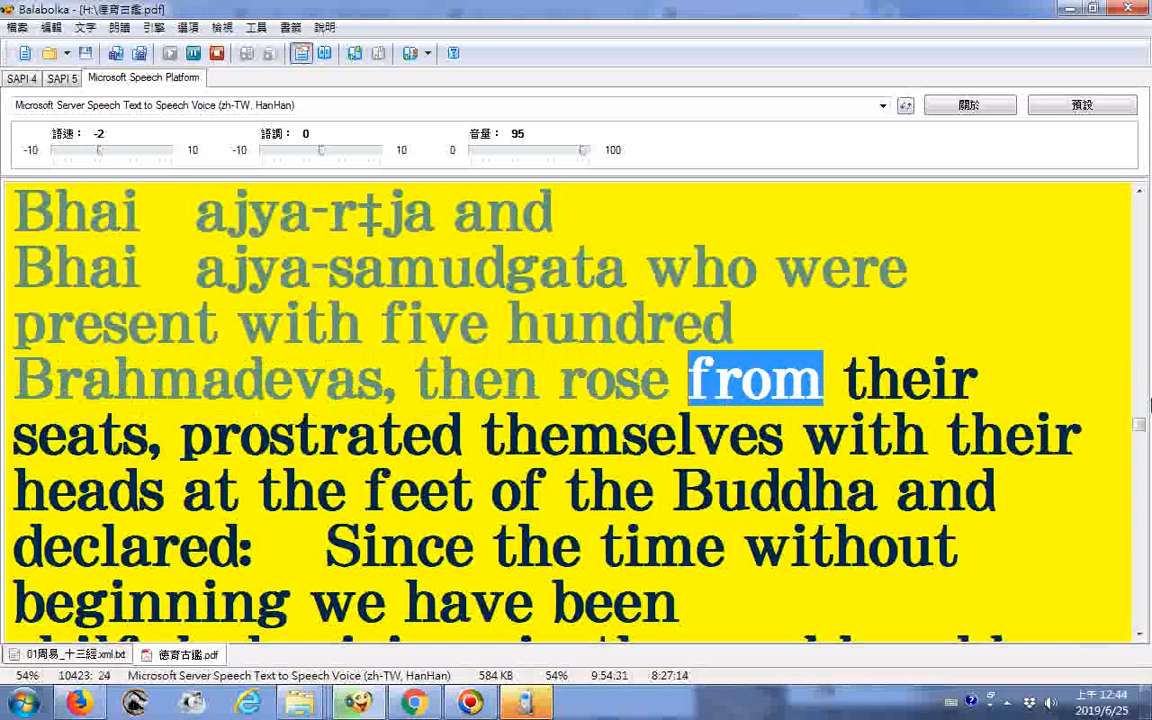 Balabolka - [H:\德育古鑑.pdf]
檔案 編輯 文字 朗讀 引擎 選項 檢視 工具 書籤 說明
SAPI 4 SAPI 5 Microsoft Speech Platform
Microsoft Server Speech Text to Speech Voice (zh-TW, HanHan) 關於 預設
語速： -2 語調： 0 音量： 95
-10 10 -10 10 0 100
Bhai ajya-r‡ja and
Bhai ajya-samudgata who were
present with five hundred
Brahmadevas, then rose from their
seats, prostrated themselves with their
heads at the feet of the Buddha and
declared: Since the time without
beginning we have been
01周易_十三經.xml.txt 德育古鑑.pdf
54% 10423: 24 Microsoft Server Speech Text to Speech Voice (zh-TW, HanHan) 584 KB 54% 9:54:31 8:27:14
上午 12:44
2019/6/25